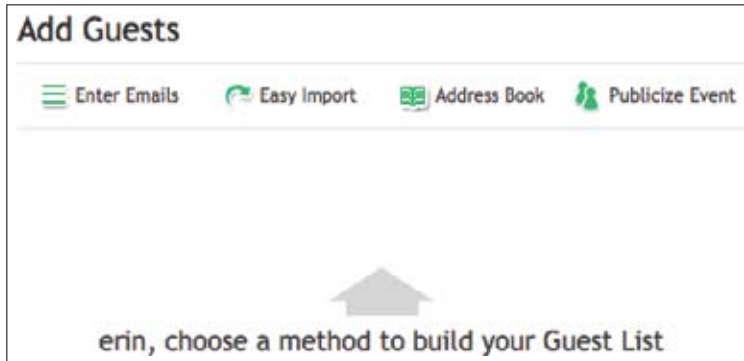 Add Guests
Enter Emails Easy Import Address Book Publicize Event
erin, choose a method to build your Guest List